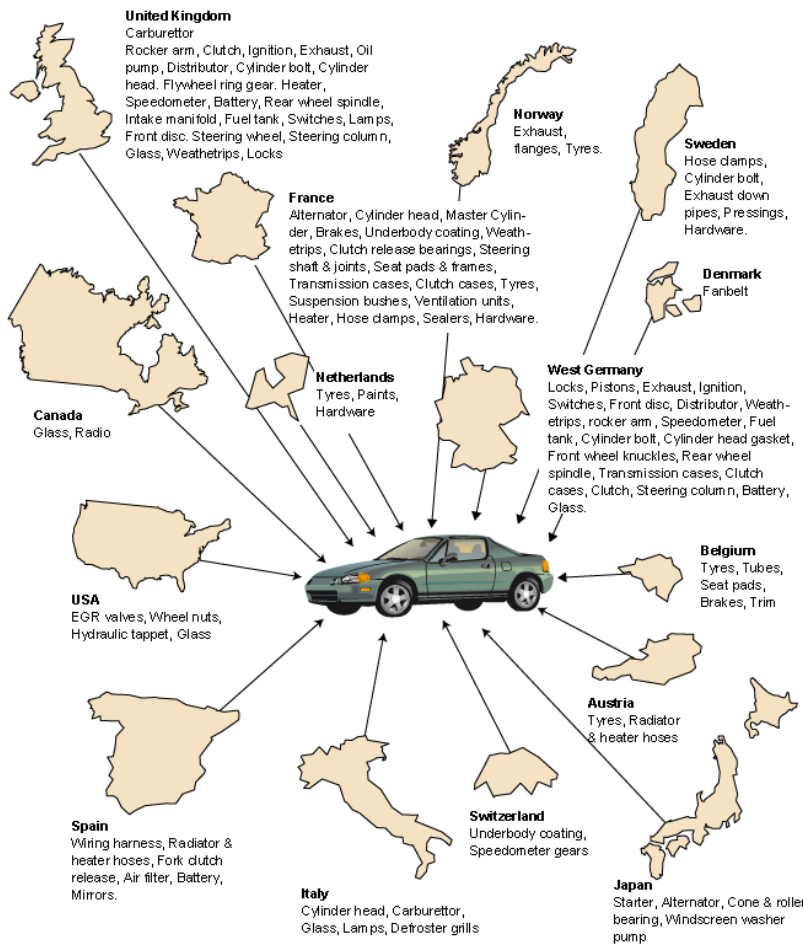 United Kingdom
Carburettor
Rocker arm, Clutch, Ignition, Exhaust, Oil
pump, Distributor, Cylinder bolt, Cylinder
head. Flywheel ring gear. Heater,
Speedometer, Battery, Rear wheel spindle,
Intake manifold, Fuel tank, Switches, Lamps,
Front disc. Steering wheel, Steering column,
Glass, Weathetrips, Locks
Norway
Exhaust,
flanges, Tyres.
Sweden
Hose clamps,
Cylinder bolt,
Exhaust down
pipes, Pressings,
Hardware.
France
Alternator, Cylinder head, Master Cylin-
der, Brakes, Underbody coating, Weath-
etrips, Clutch release bearings, Steering
shaft & joints, Seat pads & frames,
Transmission cases, Clutch cases, Tyres,
Suspension bushes, Ventilation units,
Heater, Hose clamps, Sealers, Hardware.
Denmark
Fanbelt
Canada
Glass, Radio
Netherlands
Tyres, Paints,
Hardware
West Germany
Locks, Pistons, Exhaust, Ignition,
Switches, Front disc, Distributor, Weath-
etrips, rocker arm, Speedometer, Fuel
tank, Cylinder bolt, Cylinder head gasket,
Front wheel knuckles, Rear wheel
spindle, Transmission cases, Clutch
cases, Clutch, Steering column, Battery,
Glass.
USA
EGR valves, Wheel nuts,
Hydraulic tappet, Glass
Belgium
Tyres, Tubes,
Seat pads,
Brakes, Trim
Austria
Tyres, Radiator
& heater hoses
Spain
Wiring harness, Radiator &
heater hoses, Fork clutch
release, Air filter, Battery,
Mirrors.
Italy
Cylinder head, Carburettor,
Glass, Lamps, Defroster grills
Switzerland
Underbody coating,
Speedometer gears
Japan
Starter, Alternator, Cone & roller
bearing, Windscreen washer
pump